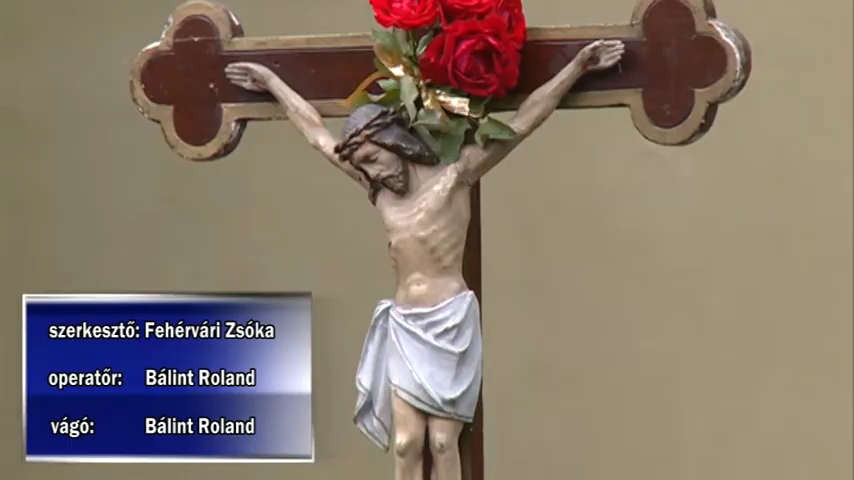 szerkesztő: Fehérvári Zsóka
operatőr: Bálint Roland
vágó: Bálint Roland